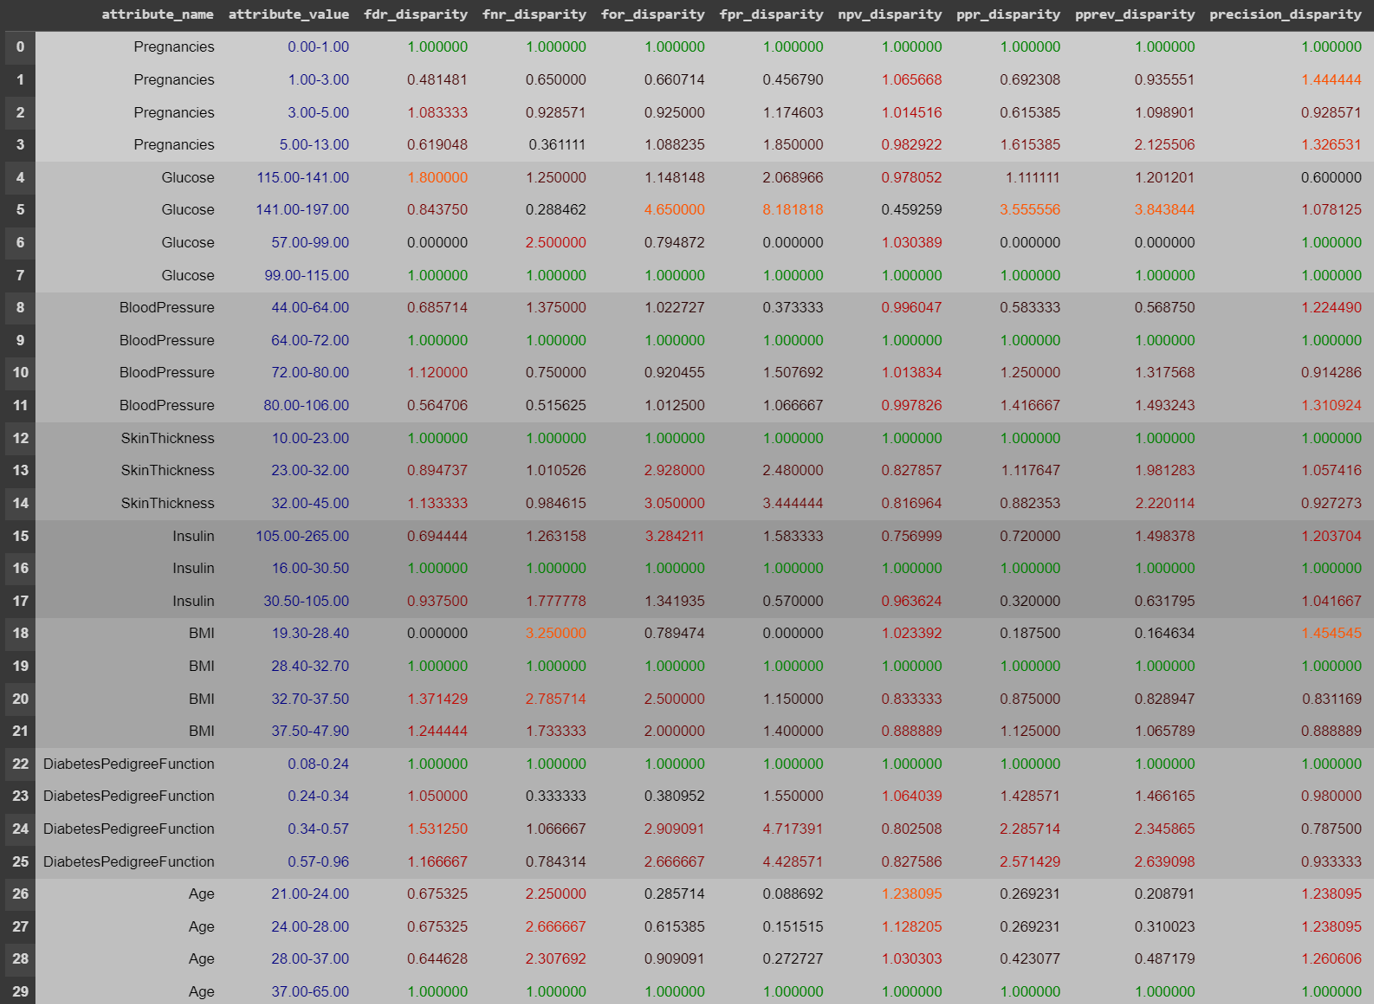 attribute_name attribute_value fdr_disparity fnr_disparity for_disparity fpr_disparity npv_disparity ppr_disparity pprev_disparity precision_disparity
0 Pregnancies 0.00-1.00 1.000000 1.000000 1.000000 1.000000 1.000000 1.000000 1.000000 1.000000
1 Pregnancies 1.00-3.00 0.481481 0.650000 0.660714 0.456790 1.065668 0.692308 0.935551 1.444444
2 Pregnancies 3.00-5.00 1.083333 0.928571 0.925000 1.174603 1.014516 0.615385 1.098901 0.928571
3 Pregnancies 5.00-13.00 0.619048 0.361111 1.088235 1.850000 0.982922 1.615385 2.125506 1.326531
4 Glucose 115.00-141.00 1.800000 1.250000 1.148148 2.068966 0.978052 1.111111 1.201201 0.600000
5 Glucose 141.00-197.00 0.843750 0.288462 4.650000 8.181818 0.459259 3.555556 3.843844 1.078125
6 Glucose 57.00-99.00 0.000000 2.500000 0.794872 0.000000 1.030389 0.000000 0.000000 1.000000
7 Glucose 99.00-115.00 1.000000 1.000000 1.000000 1.000000 1.000000 1.000000 1.000000 1.000000
8 BloodPressure 44.00-64.00 0.685714 1.375000 1.022727 0.373333 0.996047 0.583333 0.568750 1.224490
9 BloodPressure 64.00-72.00 1.000000 1.000000 1.000000 1.000000 1.000000 1.000000 1.000000 1.000000
10 BloodPressure 72.00-80.00 1.120000 0.750000 0.920455 1.507692 1.013834 1.250000 1.317568 0.914286
11 BloodPressure 80.00-106.00 0.564706 0.515625 1.012500 1.066667 0.997826 1.416667 1.493243 1.310924
12 SkinThickness 10.00-23.00 1.000000 1.000000 1.000000 1.000000 1.000000 1.000000 1.000000 1.000000
13 SkinThickness 23.00-32.00 0.894737 1.010526 2.928000 2.480000 0.827857 1.117647 1.981283 1.057416
14 SkinThickness 32.00-45.00 1.133333 0.984615 3.050000 3.444444 0.816964 0.882353 2.220114 0.927273
15 Insulin 105.00-265.00 0.694444 1.263158 3.284211 1.583333 0.756999 0.720000 1.498378 1.203704
16 Insulin 16.00-30.50 1.000000 1.000000 1.000000 1.000000 1.000000 1.000000 1.000000 1.000000
17 Insulin 30.50-105.00 0.937500 1.777778 1.341935 0.570000 0.963624 0.320000 0.631795 1.041667
18 BMI 19.30-28.40 0.000000 3.250000 0.789474 0.000000 1.023392 0.187500 0.164634 1.454545
19 BMI 28.40-32.70 1.000000 1.000000 1.000000 1.000000 1.000000 1.000000 1.000000 1.000000
20 BMI 32.70-37.50 1.371429 2.785714 2.500000 1.150000 0.833333 0.875000 0.828947 0.831169
21 BMI 37.50-47.90 1.244444 1.733333 2.000000 1.400000 0.888889 1.125000 1.065789 0.888889
22 DiabetesPedigreeFunction 0.08-0.24 1.000000 1.000000 1.000000 1.000000 1.000000 1.000000 1.000000 1.000000
23 DiabetesPedigreeFunction 0.24-0.34 1.050000 0.333333 0.380952 1.550000 1.064039 1.428571 1.466165 0.980000
24 DiabetesPedigreeFunction 0.34-0.57 1.531250 1.066667 2.909091 4.717391 0.802508 2.285714 2.345865 0.787500
25 DiabetesPedigreeFunction 0.57-0.96 1.166667 0.784314 2.666667 4.428571 0.827586 2.571429 2.639098 0.933333
26 Age 21.00-24.00 0.675325 2.250000 0.285714 0.088692 1.238095 0.269231 0.208791 1.238095
27 Age 24.00-28.00 0.675325 2.666667 0.615385 0.151515 1.128205 0.269231 0.310023 1.238095
28 Age 28.00-37.00 0.644628 2.307692 0.909091 0.272727 1.030303 0.423077 0.487179 1.260606
29 Age 37.00-65.00 1.000000 1.000000 1.000000 1.000000 1.000000 1.000000 1.000000 1.000000